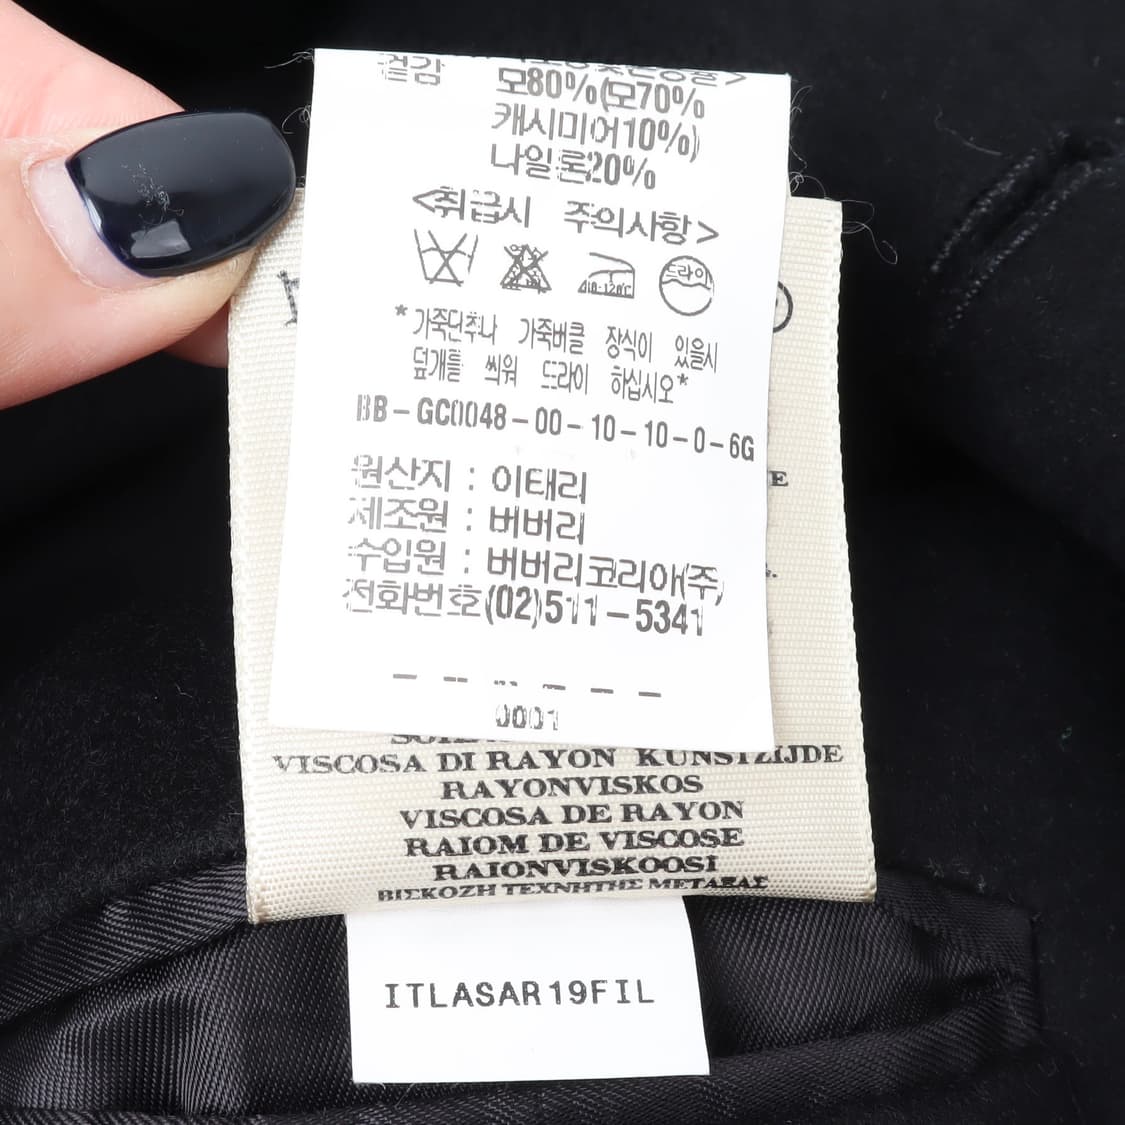 겉감
모80%(모70%
캐시미어10%)
나일론20%
<취급시 주의사항>
드라이
*가죽단추나 가죽버클 장식이 있을시
덮개를 씌워 드라이 하십시오*
BB-GC0048-00-10-10-0-6G
원산지 : 이태리
제조원 : 버버리
수입원 : 버버리코리아(주)
전화번호(02)511-5341
0001
E
VISCOSA DI RAYON KUNSTZIJDE
RAYONVISKOS
VISCOSA DE RAYON
RAIOM DE VISCOSE
RAIONVISKOOSI
ΒΙΣΚΟΖΗ ΤΕΧΝΗΤΗΣ ΜΕΤΑΞΑΣ
ITLASAR19FIL